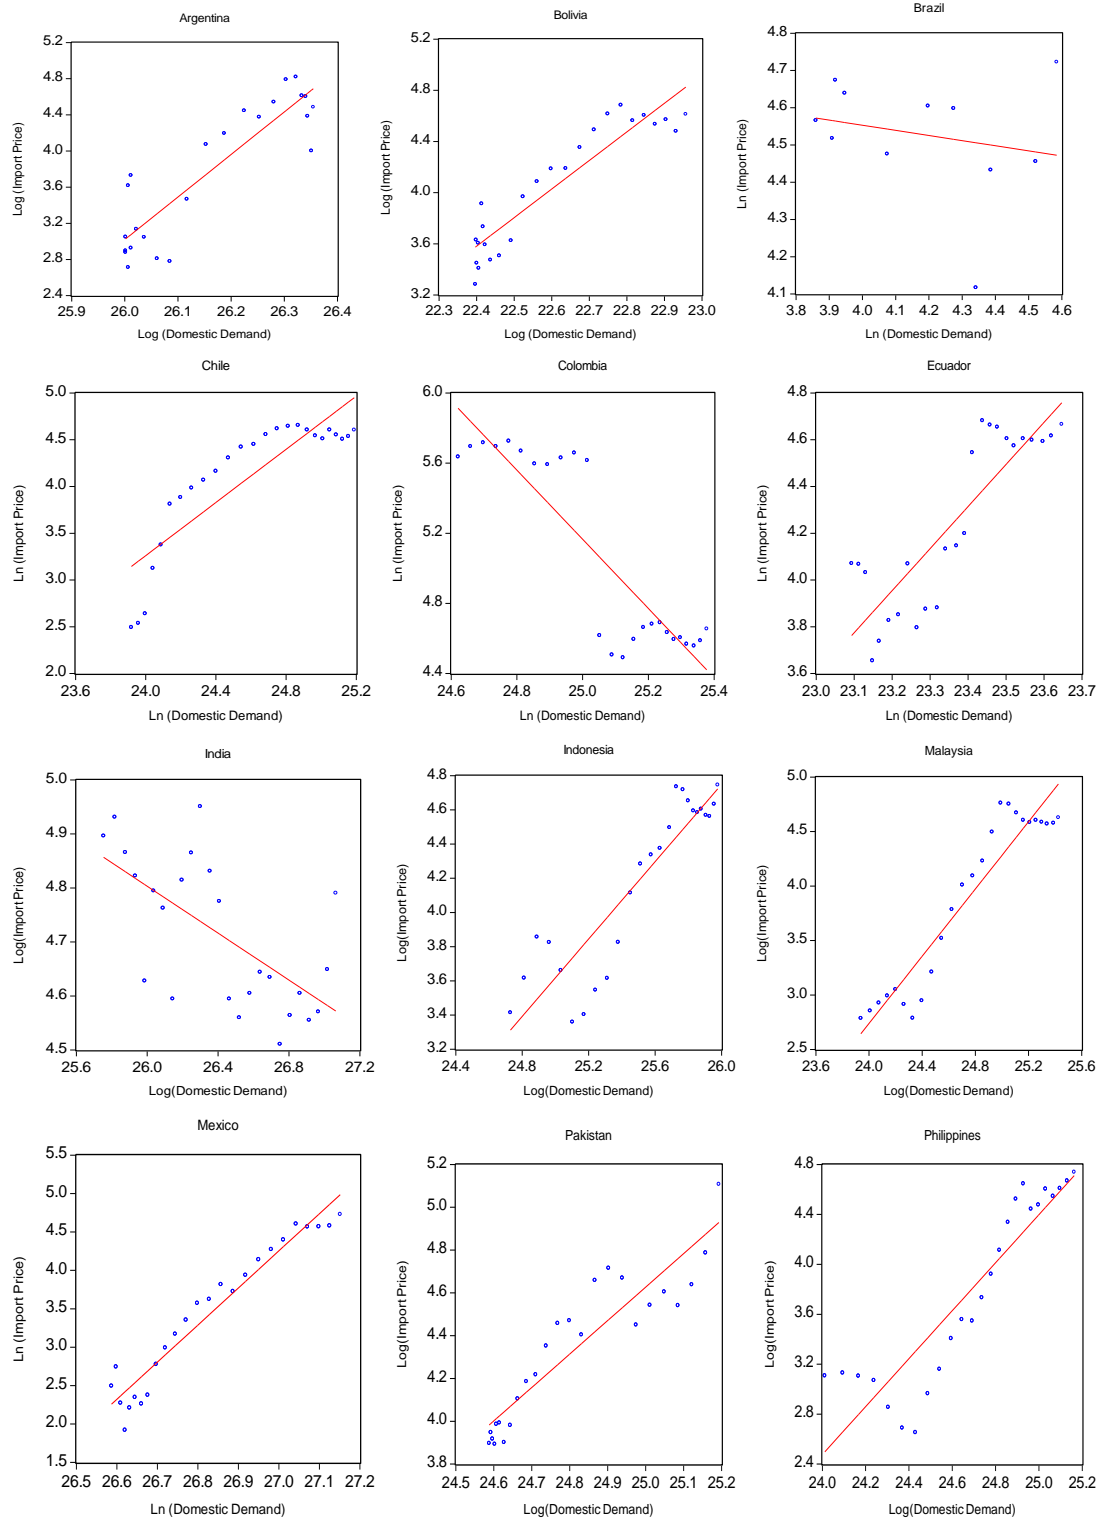 Argentina
Log (Import Price)
5.2
4.8
4.4
4.0
3.6
3.2
2.8
2.4
25.9 26.0 26.1 26.2 26.3 26.4
Log (Domestic Demand)
Bolivia
Log (Import Price)
5.2
4.8
4.4
4.0
3.6
3.2
22.3 22.4 22.5 22.6 22.7 22.8 22.9 23.0
Log (Domestic Demand)
Brazil
Ln (Import Price)
4.8
4.7
4.6
4.5
4.4
4.3
4.2
4.1
3.8 3.9 4.0 4.1 4.2 4.3 4.4 4.5 4.6
Ln (Domestic Demand)
Chile
Ln (Import Price)
5.0
4.5
4.0
3.5
3.0
2.5
2.0
23.6 24.0 24.4 24.8 25.2
Ln (Domestic Demand)
Colombia
Ln (Import Price)
6.0
5.6
5.2
4.8
4.4
24.6 24.8 25.0 25.2 25.4
Ln (Domestic Demand)
Ecuador
Ln (Import Price)
4.8
4.6
4.4
4.2
4.0
3.8
3.6
23.0 23.1 23.2 23.3 23.4 23.5 23.6 23.7
Ln (Domestic Demand)
India
Log(Import Price)
5.0
4.9
4.8
4.7
4.6
4.5
25.6 26.0 26.4 26.8 27.2
Log(Domestic Demand)
Indonesia
Log(Import Price)
4.8
4.6
4.4
4.2
4.0
3.8
3.6
3.4
3.2
24.4 24.8 25.2 25.6 26.0
Log(Domestic Demand)
Malaysia
Log(Import Price)
5.0
4.5
4.0
3.5
3.0
2.5
23.6 24.0 24.4 24.8 25.2 25.6
Log(Domestic Demand)
Mexico
Ln (Import Price)
5.5
5.0
4.5
4.0
3.5
3.0
2.5
2.0
1.5
26.5 26.6 26.7 26.8 26.9 27.0 27.1 27.2
Ln (Domestic Demand)
Pakistan
Log(Import Price)
5.2
4.8
4.4
4.2
4.0
3.8
24.5 24.6 24.7 24.8 24.9 25.0 25.1 25.2
Log(Domestic Demand)
Philippines
Log(Import Price)
4.8
4.4
3.6
3.2
2.8
2.4
24.0 24.2 24.4 24.6 24.8 25.0 25.2
Log(Domestic Demand)